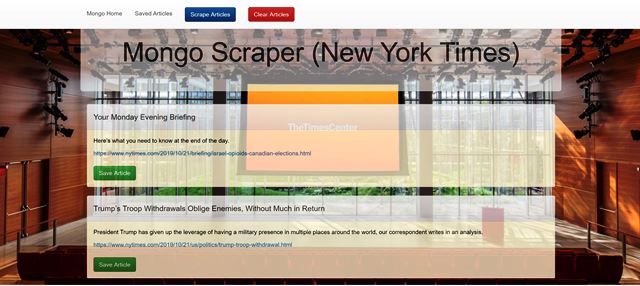 Mongo Home Saved Articles Scrape Articles Clear Articles
Mongo Scraper (New York Times)
Your Monday Evening Briefing
TheTimesCenter
Here's what you need to know at the end of the day.
https://www.nytimes.com/2019/10/21/briefing/israel-opioids-canadian-elections.html
Save Article
Trump's Troop Withdrawals Oblige Enemies, Without Much in Return
President Trump has given up the leverage of having a military presence in multiple places around the world, our correspondent writes in an analysis.
https://www.nytimes.com/2019/10/21/us/politics/trump-troop-withdrawal.html
Save Article